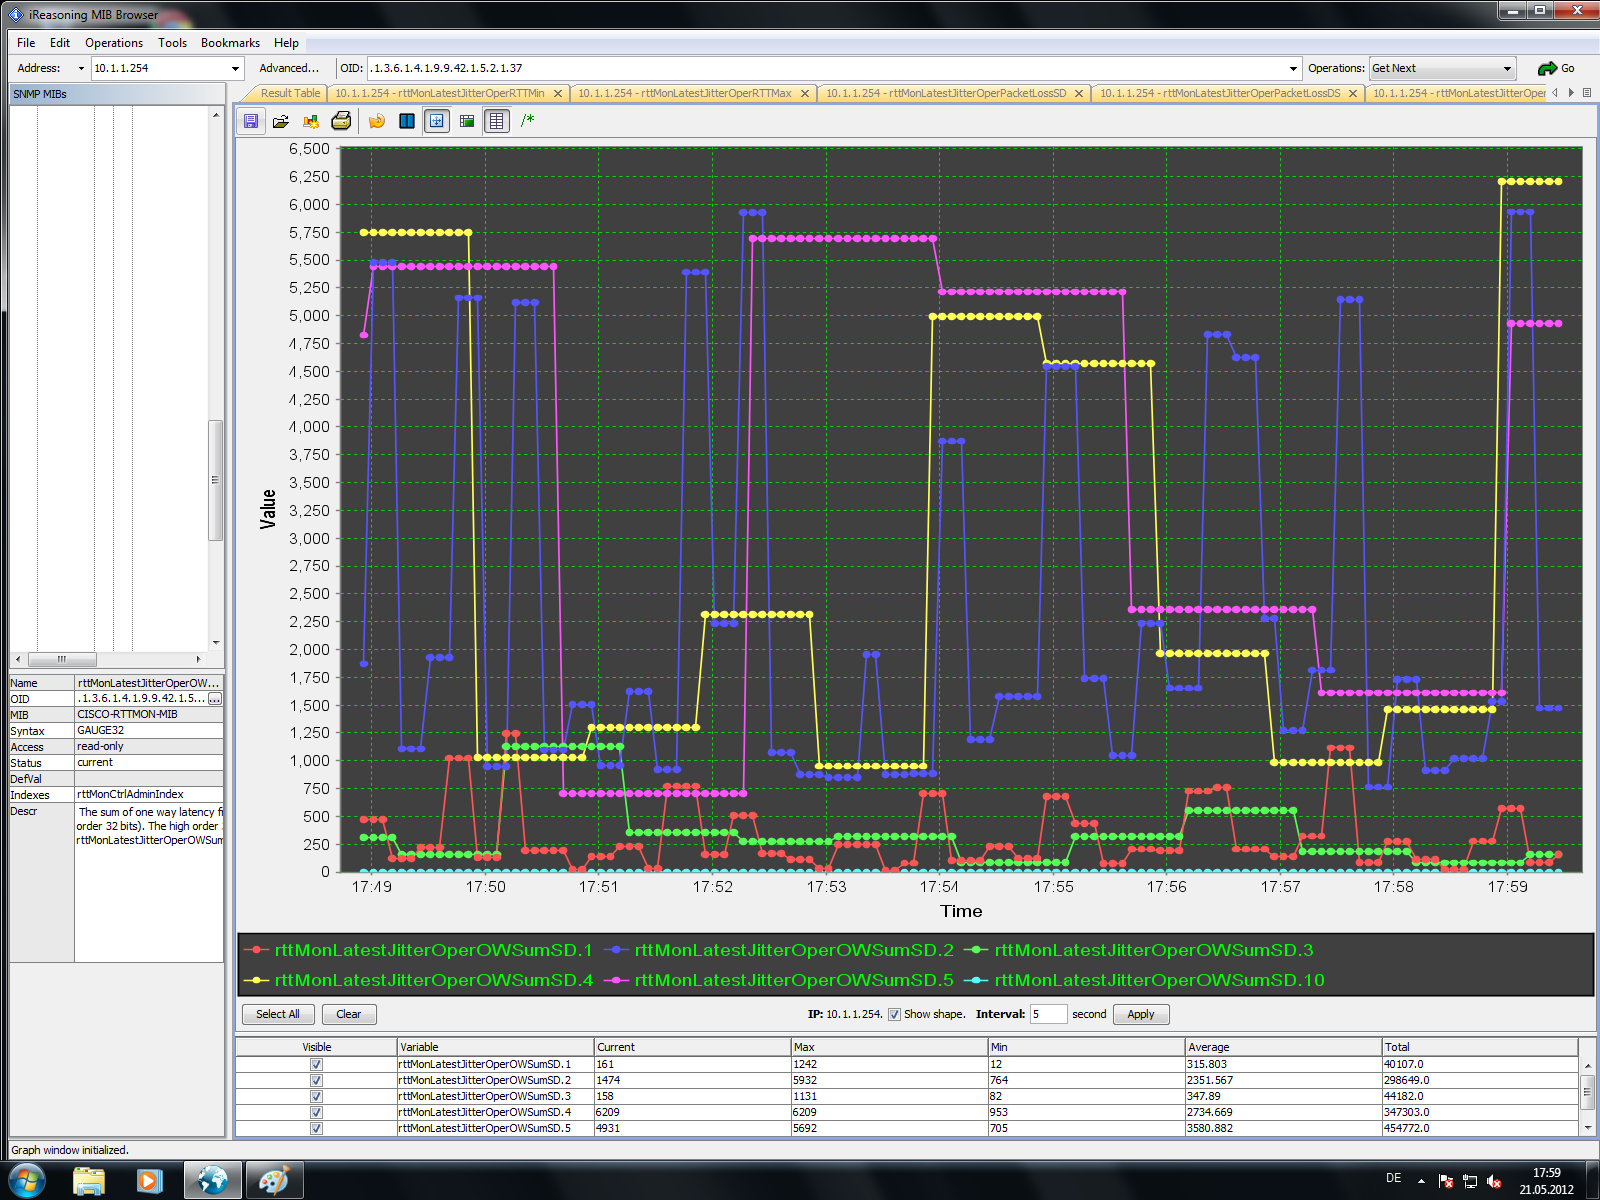 iReasoning MIB Browser
File Edit Operations Tools Bookmarks Help
Address: 10.1.1.254 Advanced... OID: .1.3.6.1.4.1.9.9.42.1.5.2.1.37 Operations: Get Next Go
SNMP MIBs
Result Table 10.1.1.254 - rttMonLatestJitterOperRTTMin 10.1.1.254 - rttMonLatestJitterOperRTTMax 10.1.1.254 - rttMonLatestJitterOperPacketLossSD 10.1.1.254 - rttMonLatestJitterOperPacketLossDS 10.1.1.254 - rttMonLatestJitterOper
/*
6,500
6,250
6,000
5,750
5,500
5,250
5,000
4,750
4,500
4,250
4,000
3,750
3,500
3,250
3,000
2,750
2,500
2,250
2,000
1,750
1,500
1,250
1,000
750
500
250
0
Value
17:49 17:50 17:51 17:52 17:53 17:54 17:55 17:56 17:57 17:58 17:59
Time
rttMonLatestJitterOperOWSumSD.1 rttMonLatestJitterOperOWSumSD.2 rttMonLatestJitterOperOWSumSD.3
rttMonLatestJitterOperOWSumSD.4 rttMonLatestJitterOperOWSumSD.5 rttMonLatestJitterOperOWSumSD.10
Name rttMonLatestJitterOperOW...
OID .1.3.6.1.4.1.9.9.42.1.5... ...
MIB CISCO-RTTMON-MIB
Syntax GAUGE32
Access read-only
Status current
DefVal
Indexes rttMonCtrlAdminIndex
Descr The sum of one way latency f
order 32 bits). The high order
rttMonLatestJitterOperOWSum
Select All Clear IP: 10.1.1.254. Show shape. Interval: 5 second Apply
Visible Variable Current Max Min Average Total
rttMonLatestJitterOperOWSumSD.1 161 1242 12 315.803 40107.0
rttMonLatestJitterOperOWSumSD.2 1474 5932 764 2351.567 298649.0
rttMonLatestJitterOperOWSumSD.3 158 1131 82 347.89 44182.0
rttMonLatestJitterOperOWSumSD.4 6209 6209 953 2734.669 347303.0
rttMonLatestJitterOperOWSumSD.5 4931 5692 705 3580.882 454772.0
Graph window initialized.
DE
17:59
21.05.2012